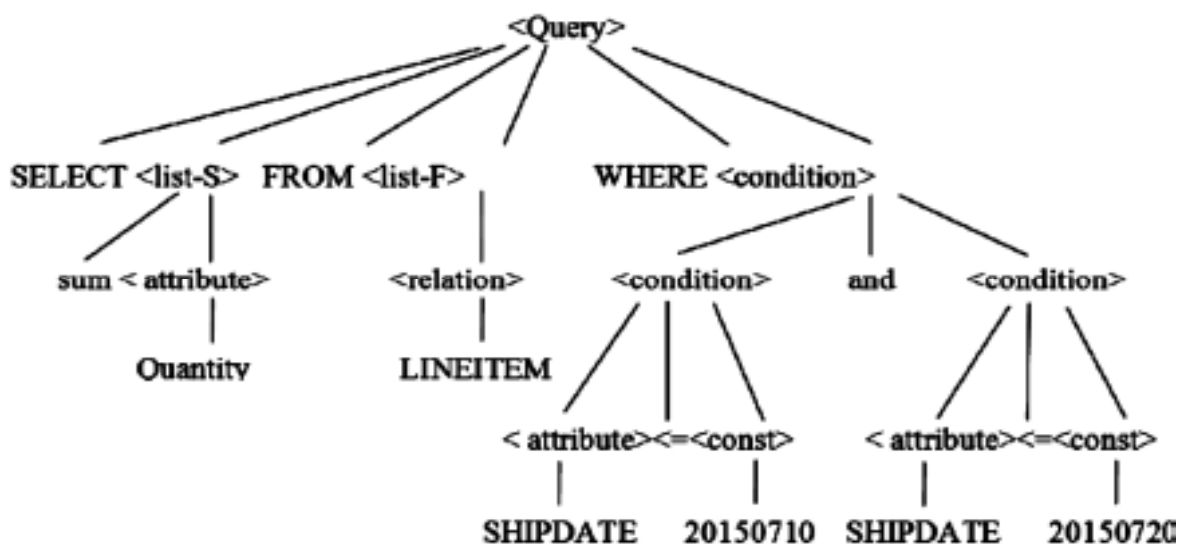 <Query>
SELECT <list-S> FROM <list-F> WHERE <condition>
sum < attribute> <relation> <condition> and <condition>
Quantity LINEITEM
< attribute><=<const> < attribute><=<const>
SHIPDATE 20150710 SHIPDATE 20150720